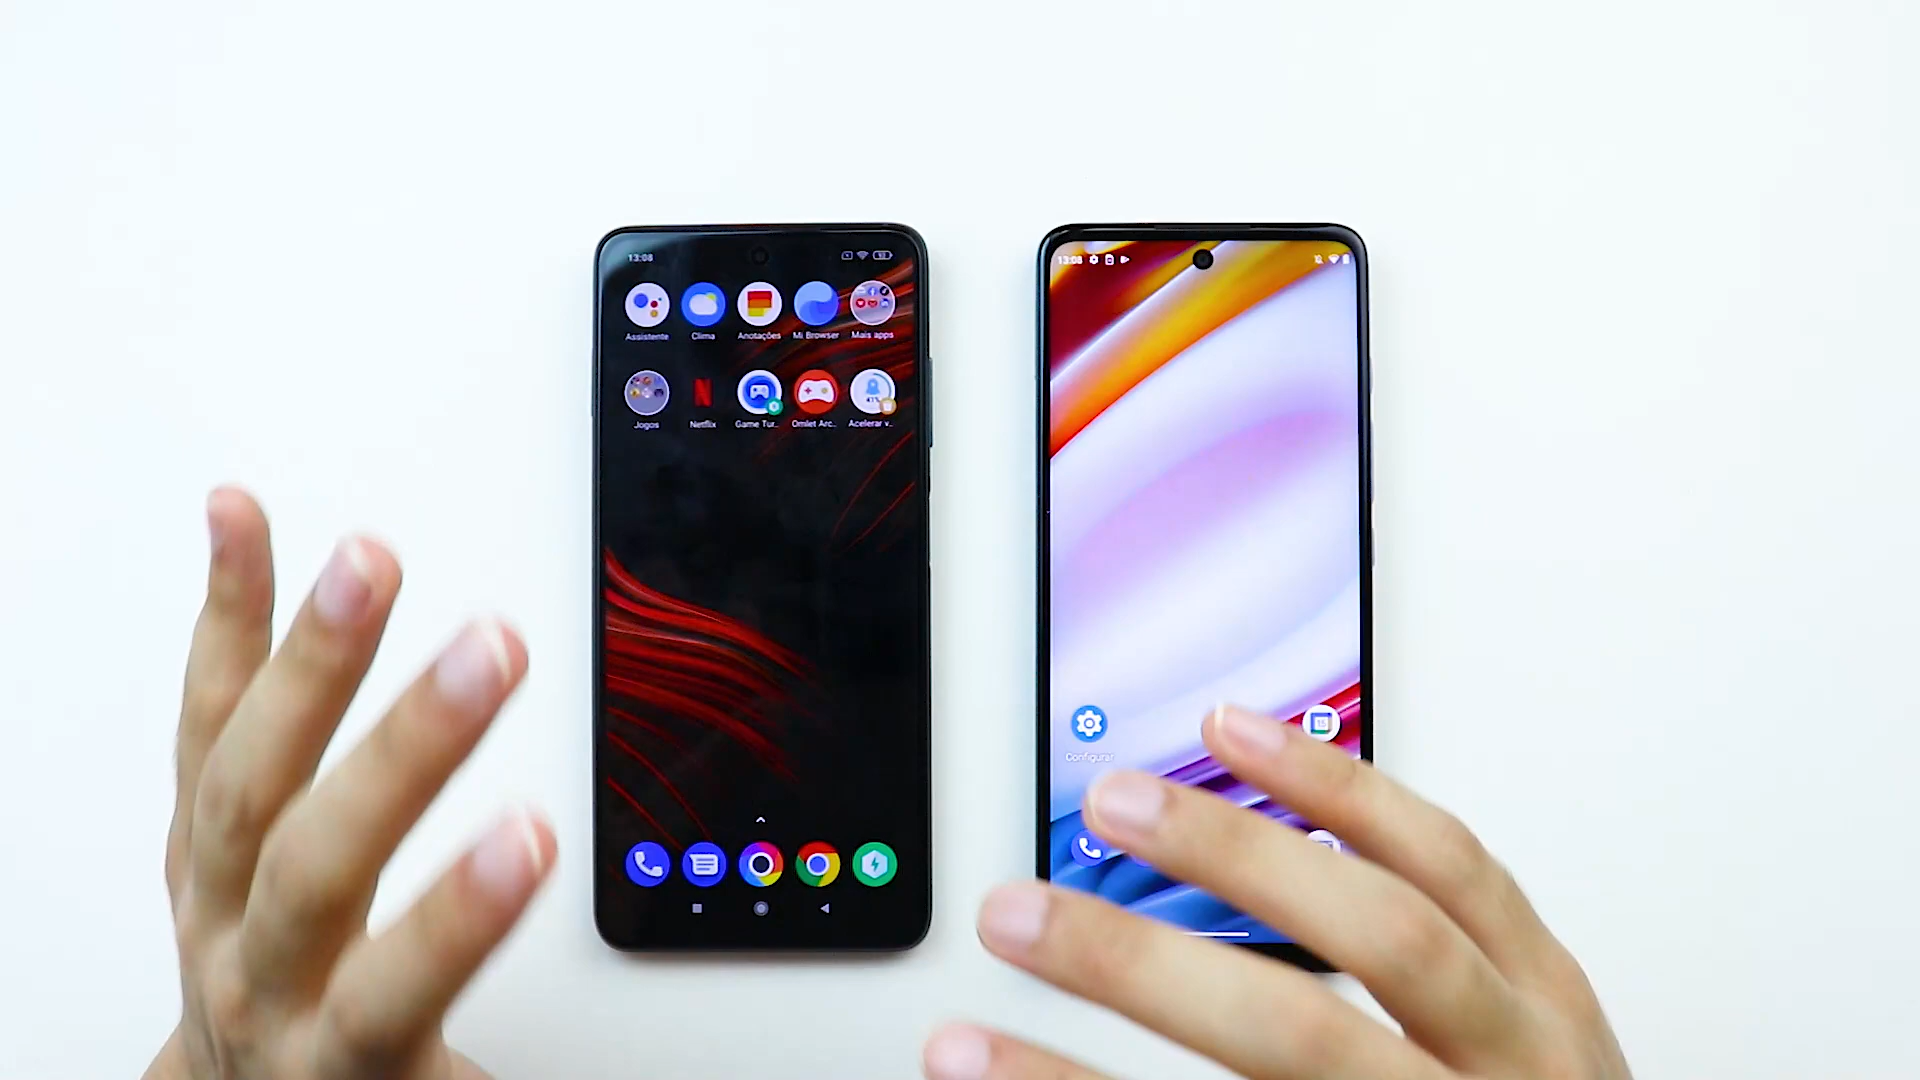 13:08
Assistente Clima Anotações Mi Browser Mais apps
Jogos Netflix Game Tur.. Omlet Arc.. Acelerar v..
13:08
15
Configurar